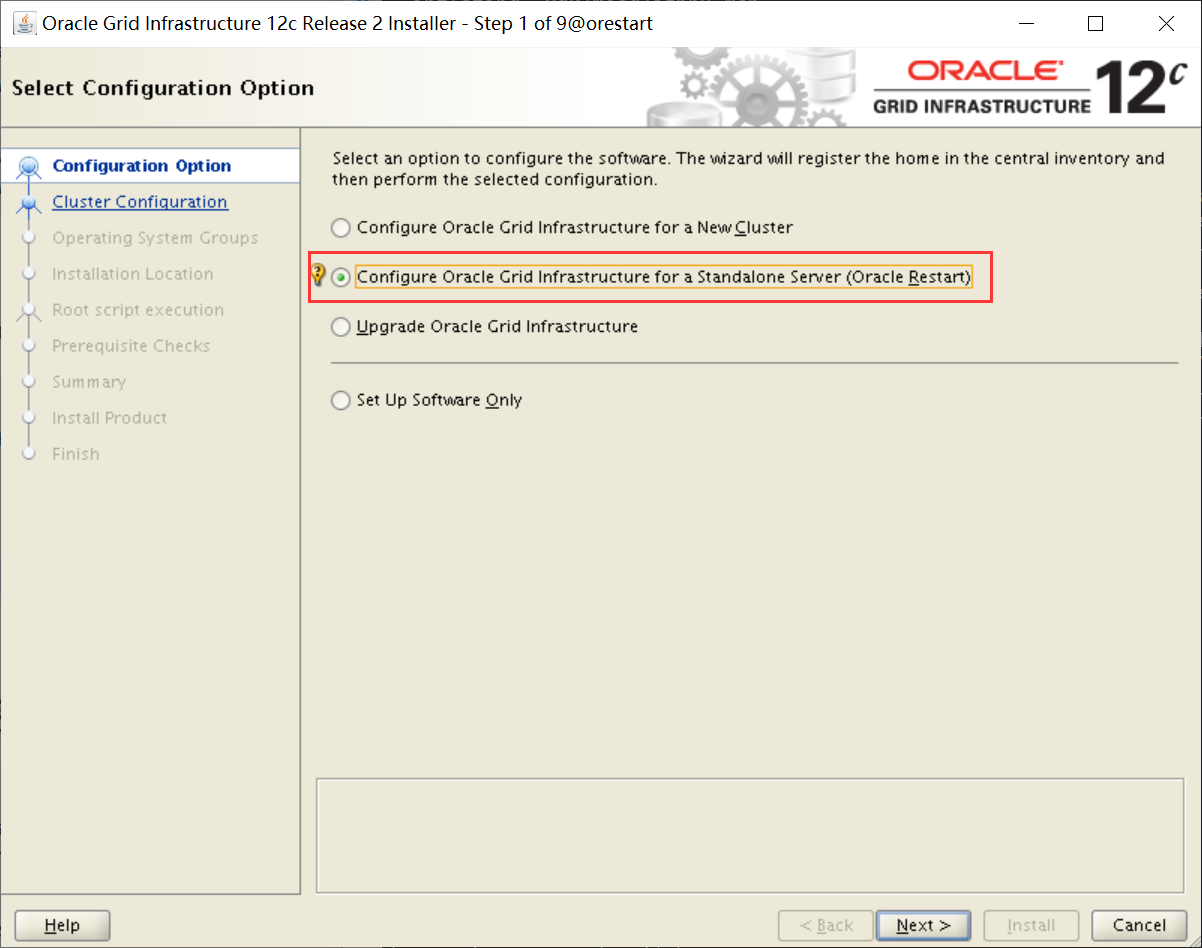 Oracle Grid Infrastructure 12c Release 2 Installer - Step 1 of 9@orestart
Select Configuration Option
ORACLE
GRID INFRASTRUCTURE
12c
Configuration Option
Cluster Configuration
Operating System Groups
Installation Location
Root script execution
Prerequisite Checks
Summary
Install Product
Finish
Select an option to configure the software. The wizard will register the home in the central inventory and
then perform the selected configuration.
Configure Oracle Grid Infrastructure for a New Cluster
Configure Oracle Grid Infrastructure for a Standalone Server (Oracle Restart)
Upgrade Oracle Grid Infrastructure
Set Up Software Only
Help
< Back
Next >
Install
Cancel